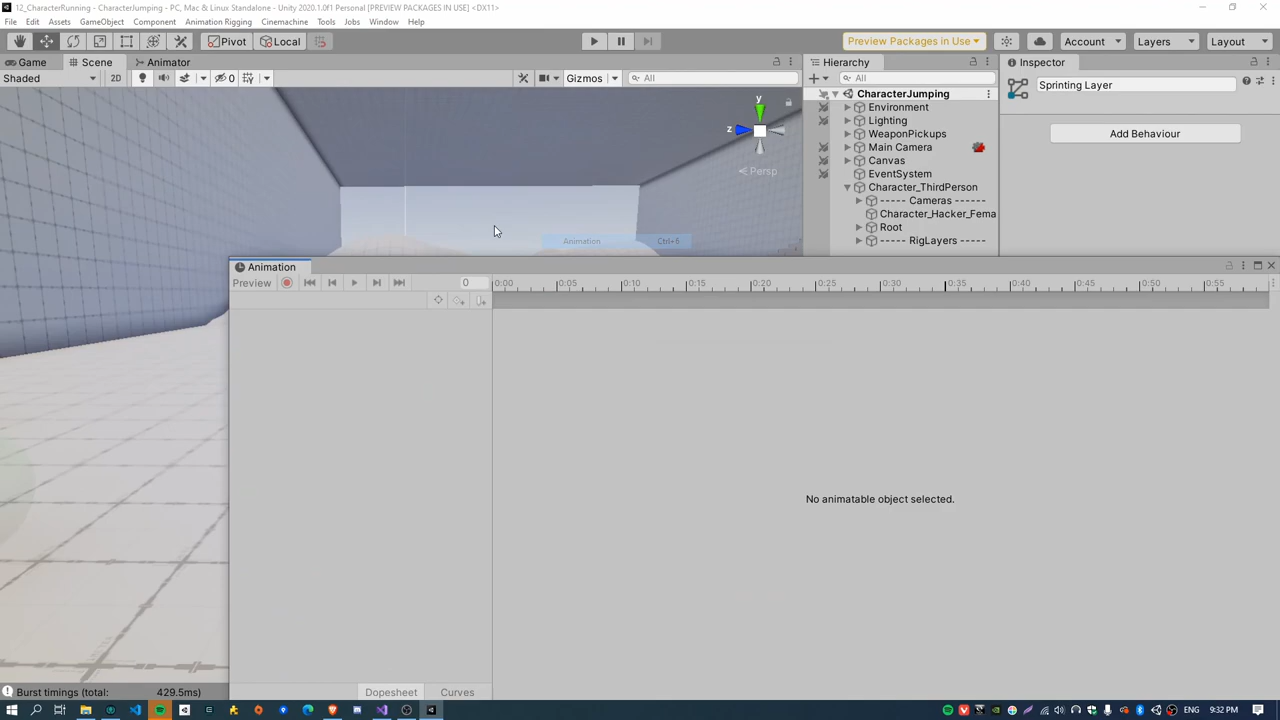 12_CharacterRunning - CharacterJumping - PC, Mac & Linux Standalone - Unity 2020.1.0f1 Personal [PREVIEW PACKAGES IN USE] <DX11>
File Edit Assets GameObject Component Animation Rigging Cinemachine Tools Jobs Window Help
Pivot Local Preview Packages in Use Account Layers Layout
Game Scene Animator
Shaded 2D 0 Gizmos All
y
z
Persp
Animation Ctrl+6
Hierarchy
All
CharacterJumping
Environment
Lighting
WeaponPickups
Main Camera
Canvas
EventSystem
Character_ThirdPerson
----- Cameras ------
Character_Hacker_Fema
Root
----- RigLayers -----
Inspector
Sprinting Layer
Add Behaviour
Animation
Preview 0
0:00 0:05 0:10 0:15 0:20 0:25 0:30 0:35 0:40 0:45 0:50 0:55
No animatable object selected.
Dopesheet Curves
Burst timings (total: 429.5ms)
ENG 9:32 PM